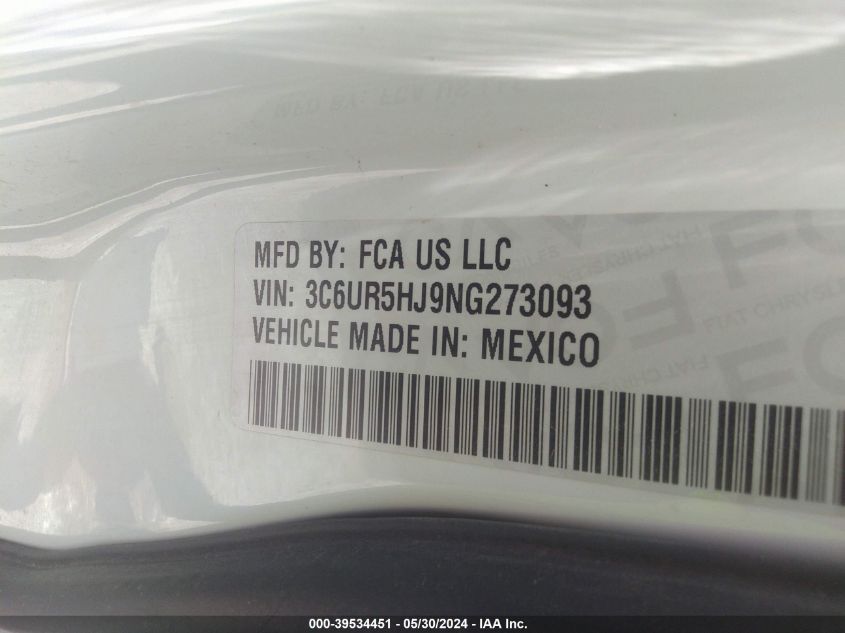 MFD BY: FCA US LLC
VIN: 3C6UR5HJ9NG273093
VEHICLE MADE IN: MEXICO
000-39534451 - 05/30/2024 - IAA Inc.